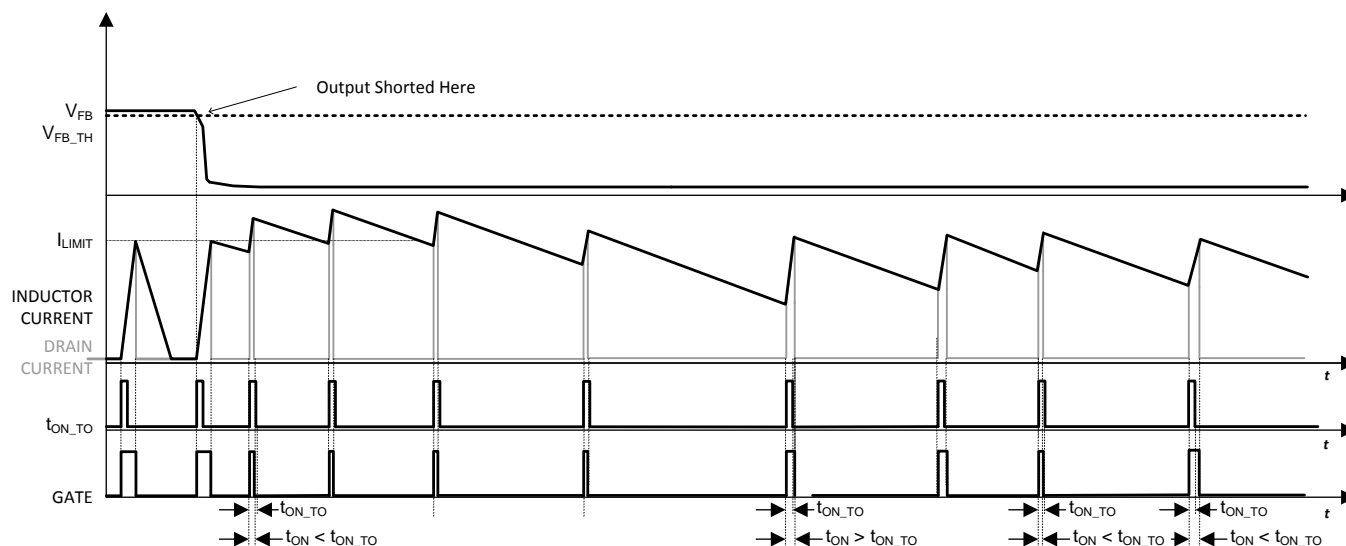 Output Shorted Here
V_FB
V_FB_TH
I_LIMIT
INDUCTOR
CURRENT
DRAIN
CURRENT
t
t_ON_TO
t
GATE
t
t_ON_TO
t_ON_TO
t_ON_TO
t_ON_TO
t_ON < t_ON_TO
t_ON > t_ON_TO
t_ON < t_ON_TO
t_ON < t_ON_TO